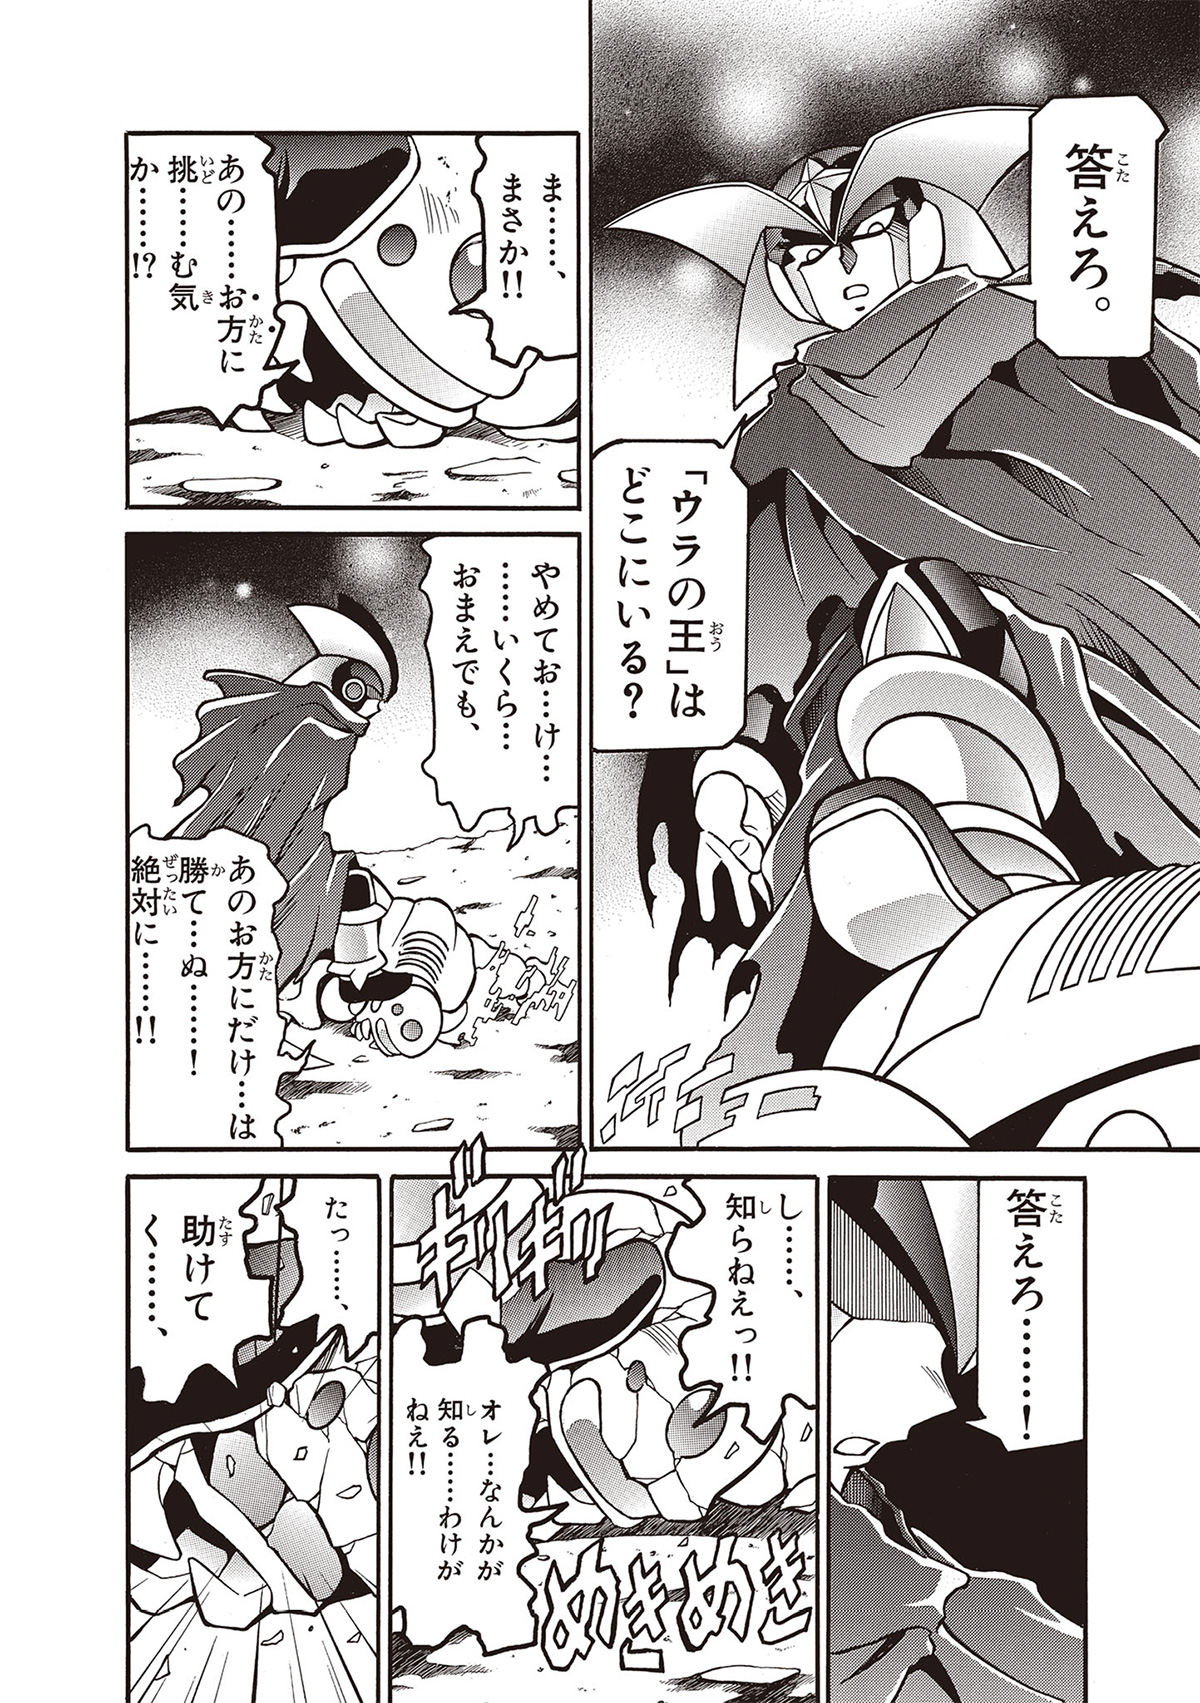 答えろ。
「ウラの王」は
どこにいる？
ま……、
まさか!!
あの……お方に
挑……む気
か……!?
やめてお…け…
……いくら…
おまえでも、
あのお方にだけ…は
勝て…ぬ……！
絶対に……!!
答えろ……！
し……、
知らねえっ!!
オレ…なんかが
知る……わけが
ねえ!!
ギリギリ
めきめき
たっ……、
助けて
く……、